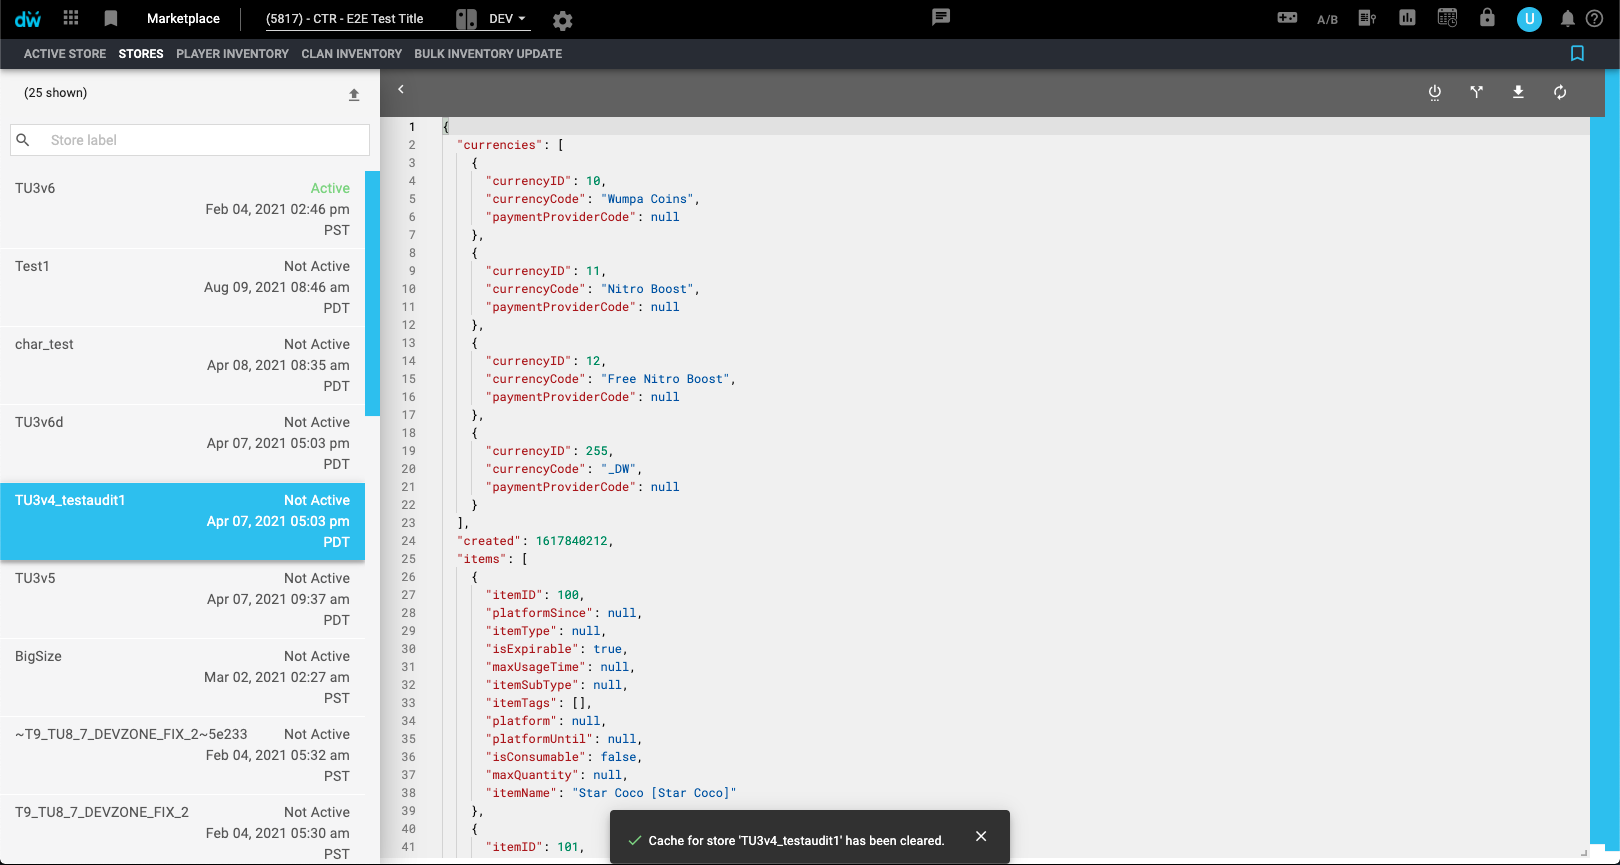 dw Marketplace (5817) - CTR - E2E Test Title DEV A/B U
ACTIVE STORE STORES PLAYER INVENTORY CLAN INVENTORY BULK INVENTORY UPDATE
(25 shown)
Store label
TU3v6 Active
Feb 04, 2021 02:46 pm
PST
Test1 Not Active
Aug 09, 2021 08:46 am
PDT
char_test Not Active
Apr 08, 2021 08:35 am
PDT
TU3v6d Not Active
Apr 07, 2021 05:03 pm
PDT
TU3v4_testaudit1 Not Active
Apr 07, 2021 05:03 pm
PDT
TU3v5 Not Active
Apr 07, 2021 09:37 am
PDT
BigSize Not Active
Mar 02, 2021 02:27 am
PST
~T9_TU8_7_DEVZONE_FIX_2~5e233 Not Active
Feb 04, 2021 05:32 am
PST
T9_TU8_7_DEVZONE_FIX_2 Not Active
Feb 04, 2021 05:30 am
PST
1 {
2 "currencies": [
3 {
4 "currencyID": 10,
5 "currencyCode": "Wumpa Coins",
6 "paymentProviderCode": null
7 },
8 {
9 "currencyID": 11,
10 "currencyCode": "Nitro Boost",
11 "paymentProviderCode": null
12 },
13 {
14 "currencyID": 12,
15 "currencyCode": "Free Nitro Boost",
16 "paymentProviderCode": null
17 },
18 {
19 "currencyID": 255,
20 "currencyCode": "_DW",
21 "paymentProviderCode": null
22 }
23 ],
24 "created": 1617840212,
25 "items": [
26 {
27 "itemID": 100,
28 "platformSince": null,
29 "itemType": null,
30 "isExpirable": true,
31 "maxUsageTime": null,
32 "itemSubType": null,
33 "itemTags": [],
34 "platform": null,
35 "platformUntil": null,
36 "isConsumable": false,
37 "maxQuantity": null,
38 "itemName": "Star Coco [Star Coco]"
39 },
40 {
41 "itemID": 101,
Cache for store 'TU3v4_testaudit1' has been cleared.